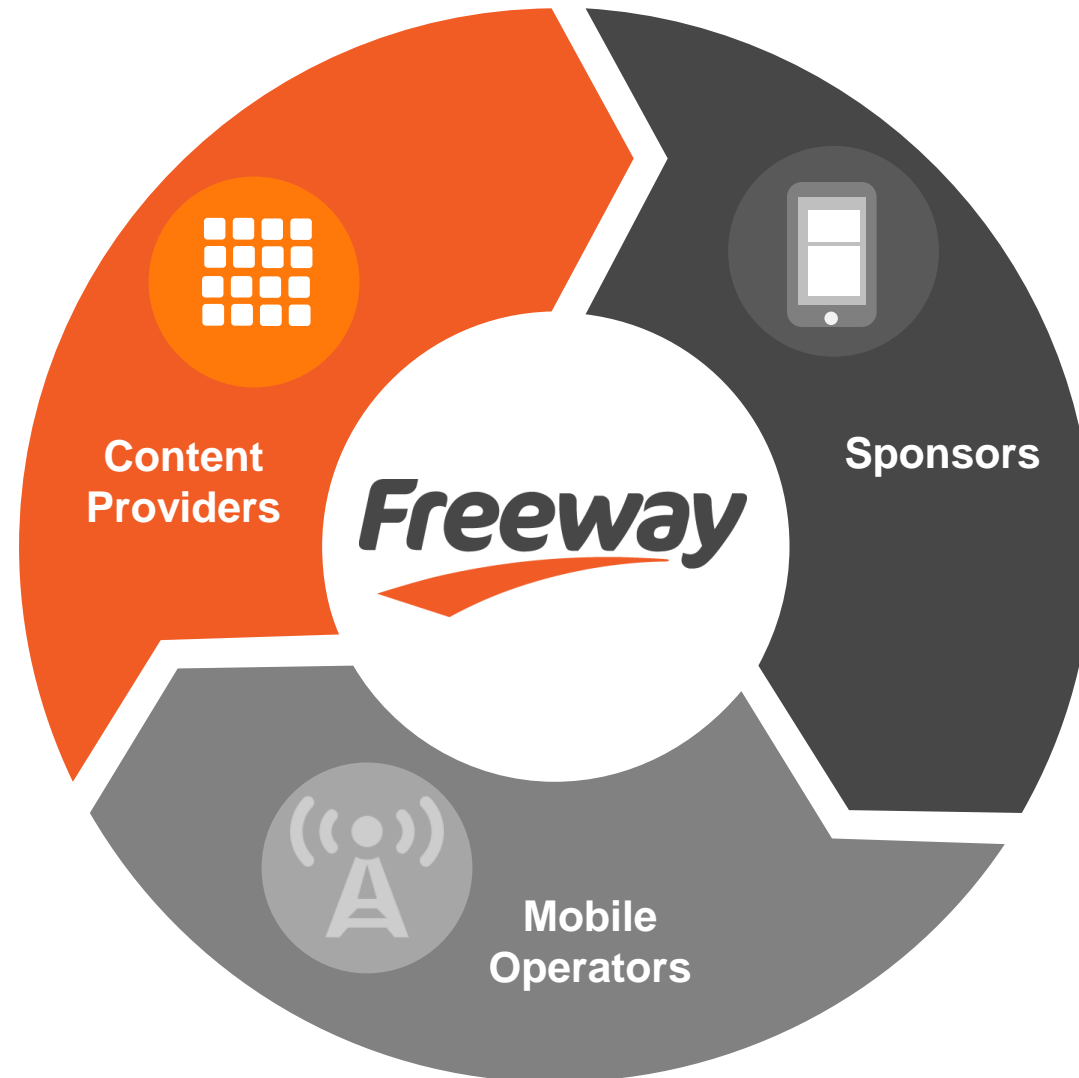 Content
Providers
Sponsors
Freeway
Mobile
Operators